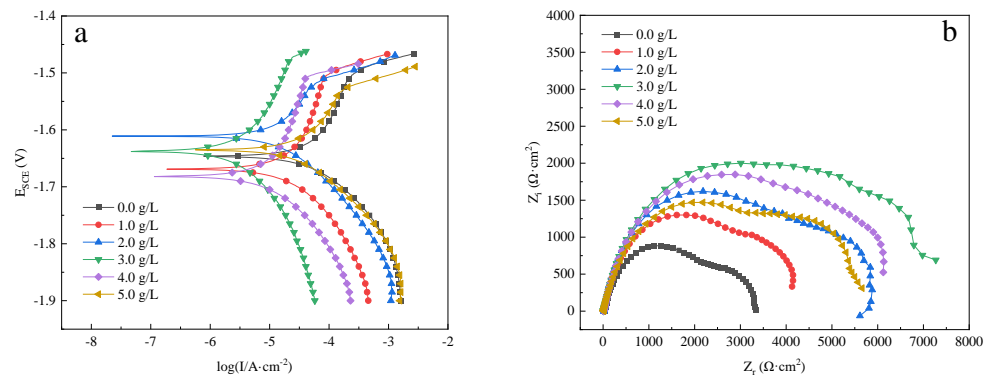 a
-1.4
-1.5
-1.6
-1.7
-1.8
-1.9
E_SCE (V)
0.0 g/L
1.0 g/L
2.0 g/L
3.0 g/L
4.0 g/L
5.0 g/L
-8
-7
-6
-5
-4
-3
-2
log(I/A·cm⁻²)
b
4000
3500
3000
2500
2000
1500
1000
500
0
Z_i (Ω·cm²)
0.0 g/L
1.0 g/L
2.0 g/L
3.0 g/L
4.0 g/L
5.0 g/L
0
1000
2000
3000
4000
5000
6000
7000
8000
Z_r (Ω·cm²)